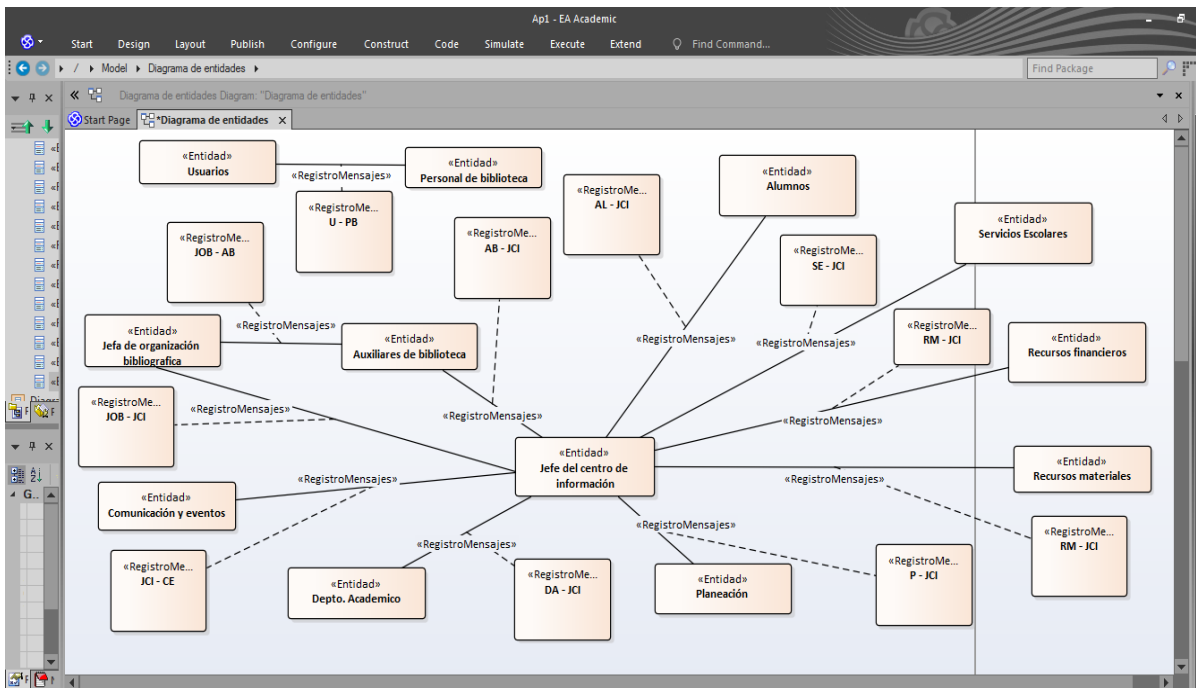 Ap1 - EA Academic
Start Design Layout Publish Configure Construct Code Simulate Execute Extend Find Command...
/ Model Diagrama de entidades
Find Package
Diagrama de entidades Diagram: "Diagrama de entidades"
Start Page *Diagrama de entidades
«Entidad»
Usuarios
«RegistroMensajes»
«Entidad»
Personal de biblioteca
«RegistroMe...
U - PB
«RegistroMe...
JOB - AB
«RegistroMe...
AB - JCI
«RegistroMe...
AL - JCI
«Entidad»
Alumnos
«Entidad»
Servicios Escolares
«RegistroMe...
SE - JCI
«RegistroMe...
RM - JCI
«Entidad»
Jefa de organización
bibliografica
«RegistroMensajes»
«Entidad»
Auxiliares de biblioteca
«RegistroMensajes»
«RegistroMensajes»
«Entidad»
Recursos financieros
«RegistroMe...
JOB - JCI
«RegistroMensajes»
«RegistroMensajes»
«RegistroMensajes»
«Entidad»
Jefe del centro de
información
«Entidad»
Recursos materiales
«RegistroMensajes»
«RegistroMensajes»
«Entidad»
Comunicación y eventos
«RegistroMensajes»
«RegistroMensajes»
«RegistroMe...
RM - JCI
«RegistroMe...
JCI - CE
«Entidad»
Depto. Academico
«RegistroMe...
DA - JCI
«Entidad»
Planeación
«RegistroMe...
P - JCI
G...